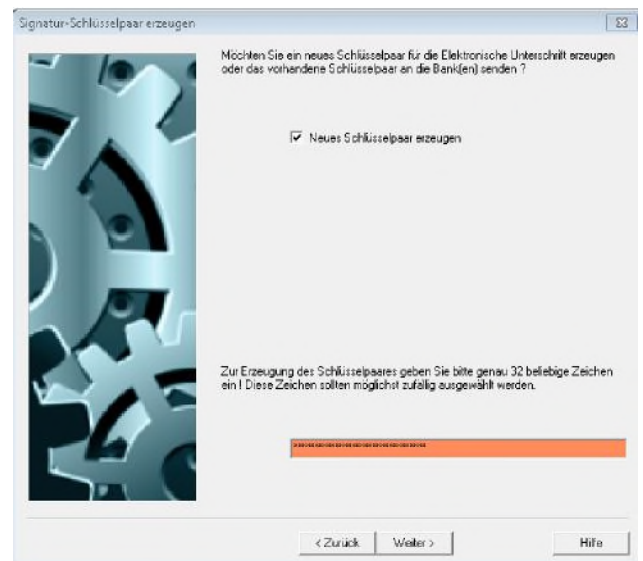 Signatur-Schlüsselpaar erzeugen
Möchten Sie ein neues Schlüsselpaar für die Elektronische Unterschrift erzeugen
oder das vorhandene Schlüsselpaar an die Bank(en) senden ?
Neues Schlüsselpaar erzeugen
Zur Erzeugung des Schlüsselpaares geben Sie bitte genau 32 beliebige Zeichen
ein ! Diese Zeichen sollten möglichst zufällig ausgewählt werden.
< Zurück Weiter > Hilfe